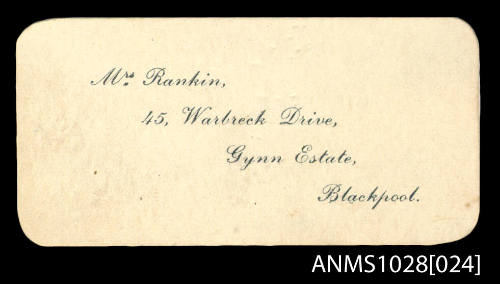 Mrs Rankin,
45, Warbreck Drive,
Gynn Estate,
Blackpool.
ANMS1028[024]